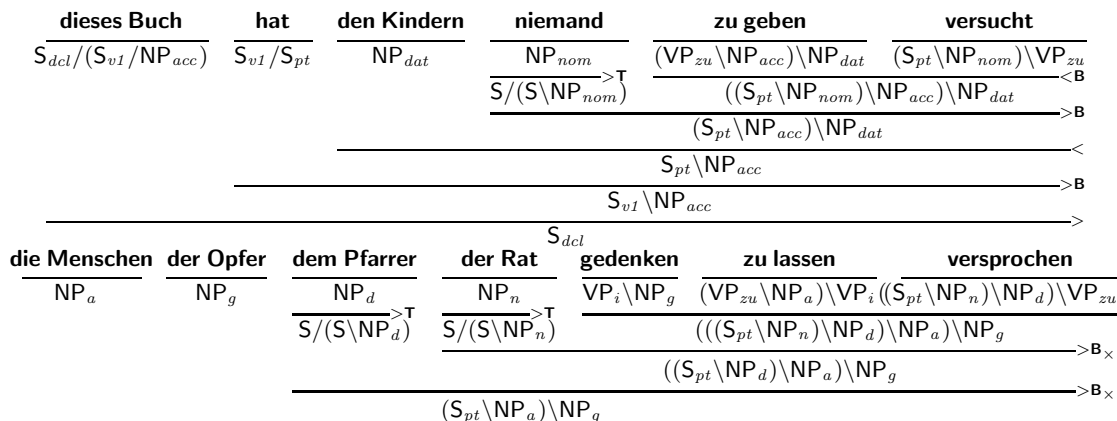 dieses Buch hat den Kindern niemand zu geben versucht
S_dcl/(S_v1/NP_acc) S_v1/S_pt NP_dat NP_nom (VP_zu\NP_acc)\NP_dat (S_pt\NP_nom)\VP_zu
>T <B
S/(S\NP_nom) ((S_pt\NP_nom)\NP_acc)\NP_dat
>B
(S_pt\NP_acc)\NP_dat
<
S_pt\NP_acc
>B
S_v1\NP_acc
>
S_dcl
die Menschen der Opfer dem Pfarrer der Rat gedenken zu lassen versprochen
NP_a NP_g NP_d NP_n VP_i\NP_g (VP_zu\NP_a)\VP_i ((S_pt\NP_n)\NP_d)\VP_zu
>T >T
S/(S\NP_d) S/(S\NP_n) (((S_pt\NP_n)\NP_d)\NP_a)\NP_g
>B×
((S_pt\NP_d)\NP_a)\NP_g
>B×
(S_pt\NP_a)\NP_g